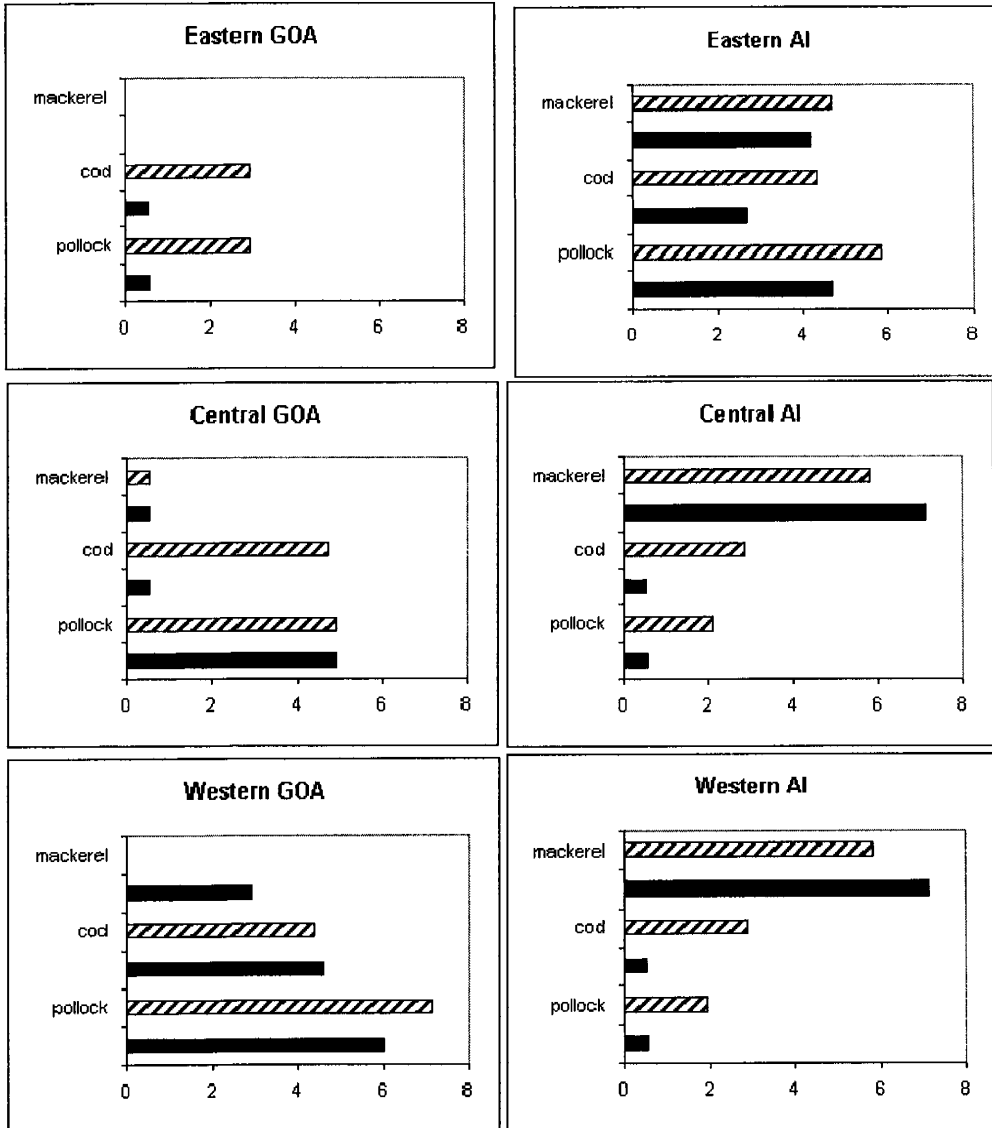 Eastern GOA
mackerel
cod
pollock
0 2 4 6 8
Eastern AI
mackerel
cod
pollock
0 2 4 6 8
Central GOA
mackerel
cod
pollock
0 2 4 6 8
Central AI
mackerel
cod
pollock
0 2 4 6 8
Western GOA
mackerel
cod
pollock
0 2 4 6 8
Western AI
mackerel
cod
pollock
0 2 4 6 8